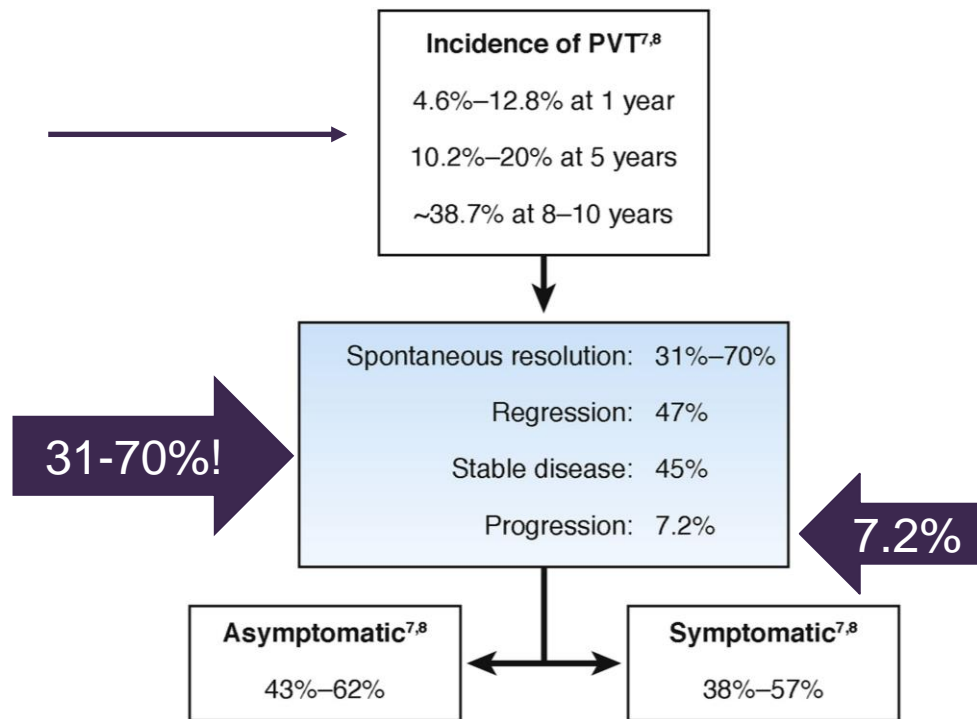 Incidence of PVT7,8
4.6%–12.8% at 1 year
10.2%–20% at 5 years
~38.7% at 8–10 years
Spontaneous resolution: 31%–70%
Regression: 47%
Stable disease: 45%
Progression: 7.2%
31-70%!
7.2%
Asymptomatic7,8
43%–62%
Symptomatic7,8
38%–57%